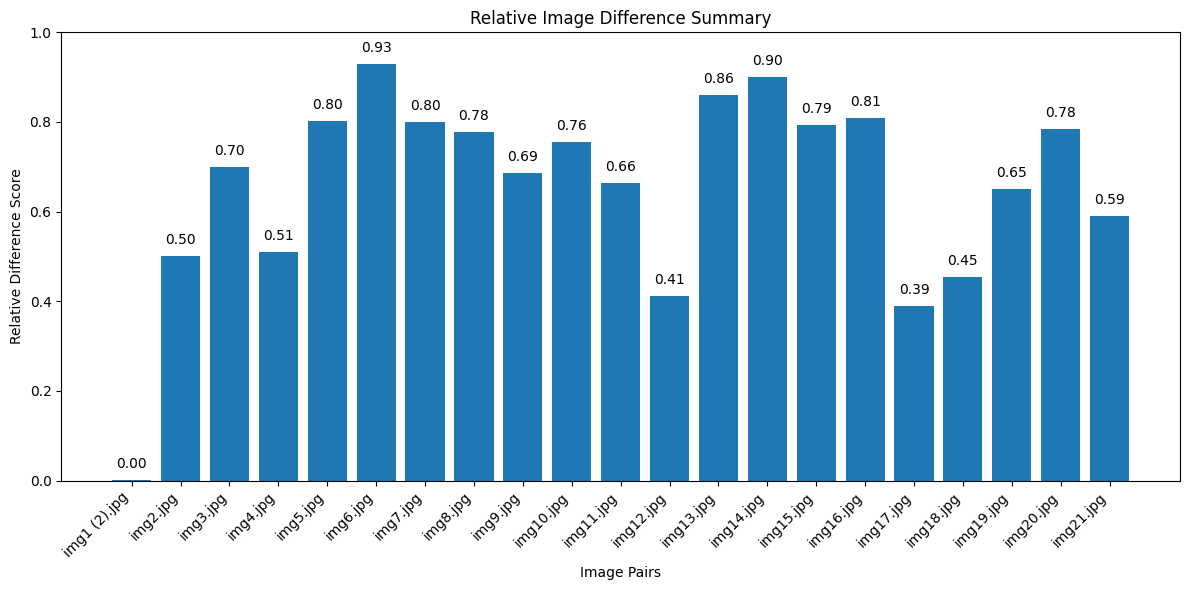 Relative Image Difference Summary
Relative Difference Score
1.0
0.8
0.6
0.4
0.2
0.0
0.00
0.50
0.70
0.51
0.80
0.93
0.80
0.78
0.69
0.76
0.66
0.41
0.86
0.90
0.79
0.81
0.39
0.45
0.65
0.78
0.59
img1 (2).jpg
img2.jpg
img3.jpg
img4.jpg
img5.jpg
img6.jpg
img7.jpg
img8.jpg
img9.jpg
img10.jpg
img11.jpg
img12.jpg
img13.jpg
img14.jpg
img15.jpg
img16.jpg
img17.jpg
img18.jpg
img19.jpg
img20.jpg
img21.jpg
Image Pairs